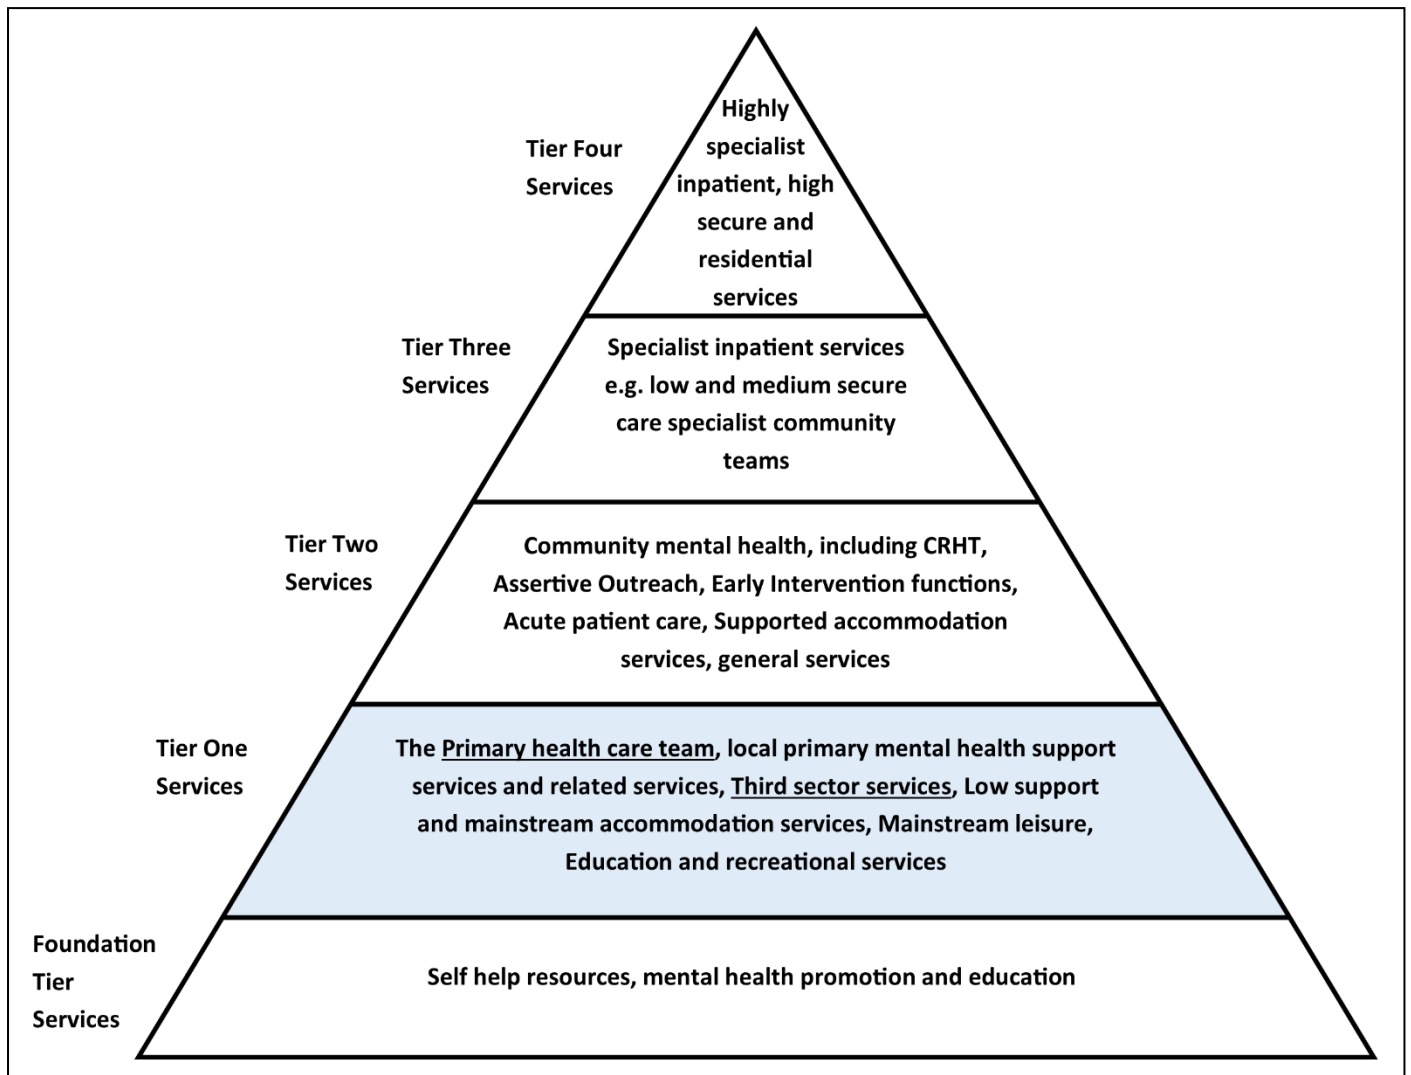 Tier Four
Services
Highly
specialist
inpatient, high
secure and
residential
services
Tier Three
Services
Specialist inpatient services
e.g. low and medium secure
care specialist community
teams
Tier Two
Services
Community mental health, including CRHT,
Assertive Outreach, Early Intervention functions,
Acute patient care, Supported accommodation
services, general services
Tier One
Services
The Primary health care team, local primary mental health support
services and related services, Third sector services, Low support
and mainstream accommodation services, Mainstream leisure,
Education and recreational services
Foundation
Tier
Services
Self help resources, mental health promotion and education